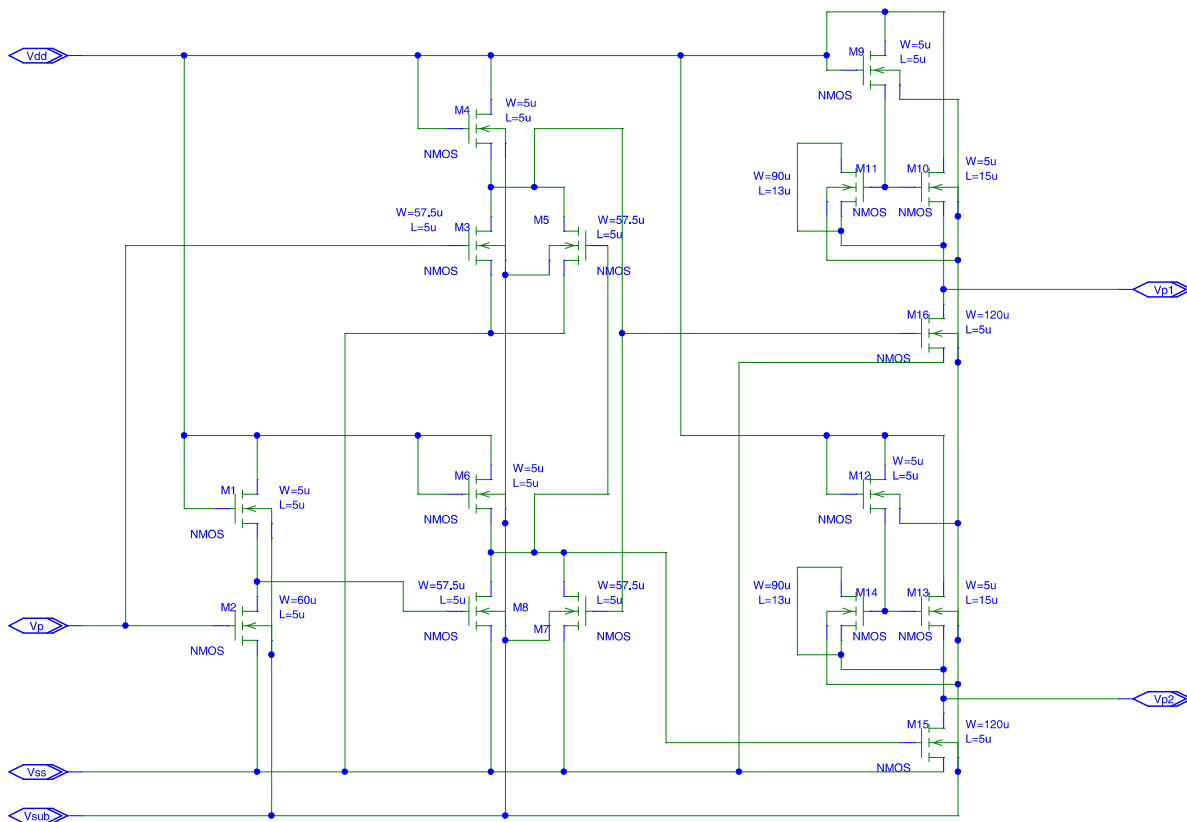 Vdd
M9
W=5u
L=5u
NMOS
M4
W=5u
L=5u
NMOS
W=90u
L=13u
M11
NMOS
M10
W=5u
L=15u
NMOS
W=57.5u
L=5u
M3
NMOS
M5
W=57.5u
L=5u
NMOS
Vp1
M16
W=120u
L=5u
NMOS
M1
W=5u
L=5u
NMOS
M6
W=5u
L=5u
NMOS
M12
W=5u
L=5u
NMOS
Vp
M2
W=60u
L=5u
NMOS
W=57.5u
L=5u
M8
NMOS
M7
W=57.5u
L=5u
NMOS
W=90u
L=13u
M14
NMOS
M13
W=5u
L=15u
NMOS
Vp2
M15
W=120u
L=5u
NMOS
Vss
Vsub